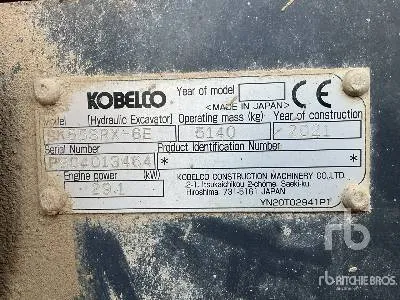 KOBELCO Year of model CE
<MADE IN JAPAN>
Model (Hydraulic Excavator) Operating mass (kg) Year of construction
SK55SRX-6E 5140 2021
Serial Number Product Identification Number
* *
Engine power (kW)
29.1
KOBELCO CONSTRUCTION MACHINERY CO.,LTD.
2-1, Itsukaichikou 2-chome, Saeki-ku
Hiroshima, 731-5161 JAPAN
YN20T02941P1
rb
RITCHIE BROS.